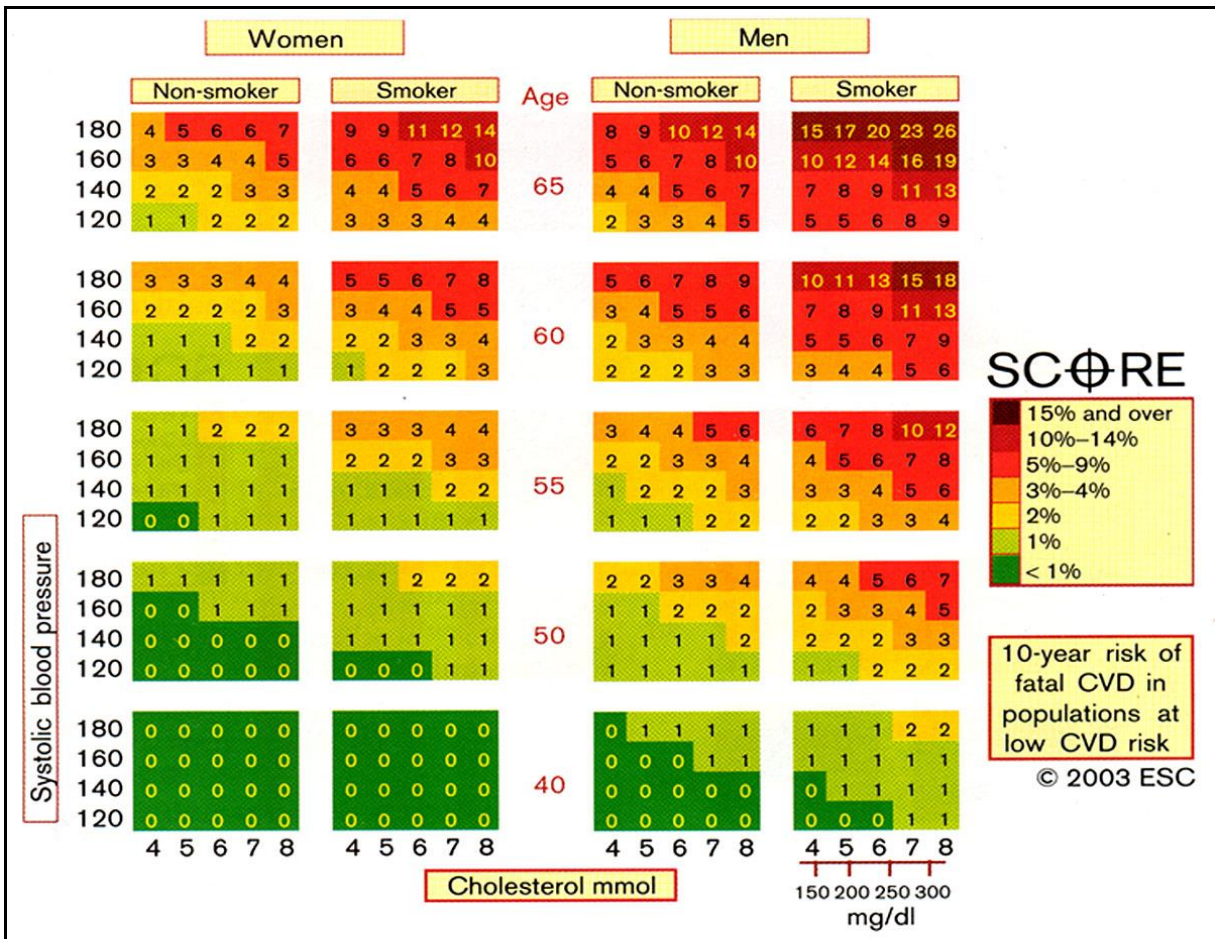 Women Men
Non-smoker Smoker Age Non-smoker Smoker
180 4 5 6 6 7 9 9 11 12 14 8 9 10 12 14 15 17 20 23 26
160 3 3 4 4 5 6 6 7 8 10 5 6 7 8 10 10 12 14 16 19
65
140 2 2 2 3 3 4 4 5 6 7 4 4 5 6 7 7 8 9 11 13
120 1 1 2 2 2 3 3 3 4 4 2 3 3 4 5 5 5 6 8 9
180 3 3 3 4 4 5 5 6 7 8 5 6 7 8 9 10 11 13 15 18
160 2 2 2 2 3 3 4 4 5 5 3 4 5 5 6 7 8 9 11 13
60
140 1 1 1 2 2 2 2 3 3 4 2 3 3 4 4 5 5 6 7 9
120 1 1 1 1 1 1 2 2 2 3 2 2 2 3 3 3 4 4 5 6
180 1 1 2 2 2 3 3 3 4 4 3 4 4 5 6 6 7 8 10 12
160 1 1 1 1 1 2 2 2 3 3 2 2 3 3 4 4 5 6 7 8
55
140 1 1 1 1 1 1 1 1 2 2 1 2 2 2 3 3 3 4 5 6
120 0 0 1 1 1 1 1 1 1 1 1 1 1 2 2 2 2 3 3 4
180 1 1 1 1 1 1 1 2 2 2 2 2 3 3 4 4 4 5 6 7
160 0 0 1 1 1 1 1 1 1 1 1 1 2 2 2 2 3 3 4 5
50
140 0 0 0 0 0 1 1 1 1 1 1 1 1 1 2 2 2 2 3 3
120 0 0 0 0 0 0 0 0 1 1 1 1 1 1 1 1 1 2 2 2
180 0 0 0 0 0 0 0 0 0 0 0 1 1 1 1 1 1 1 2 2
160 0 0 0 0 0 0 0 0 0 0 0 0 0 1 1 1 1 1 1 1
40
140 0 0 0 0 0 0 0 0 0 0 0 0 0 0 0 0 1 1 1 1
120 0 0 0 0 0 0 0 0 0 0 0 0 0 0 0 0 0 0 1 1
4 5 6 7 8 4 5 6 7 8 4 5 6 7 8 4 5 6 7 8
Systolic blood pressure
Cholesterol mmol
150 200 250 300
mg/dl
SCORE
15% and over
10%–14%
5%–9%
3%–4%
2%
1%
< 1%
10-year risk of
fatal CVD in
populations at
low CVD risk
© 2003 ESC